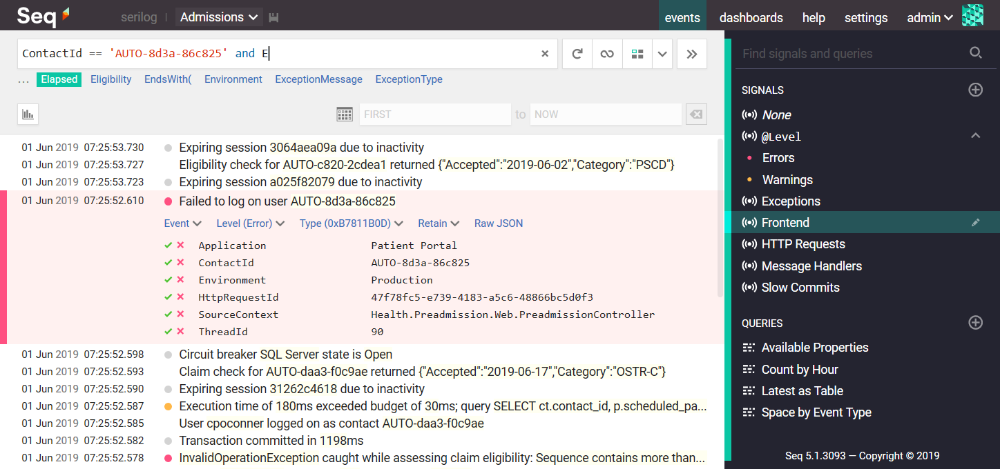 Seq serilog | Admissions events dashboards help settings admin
ContactId == 'AUTO-8d3a-86c825' and E
Find signals and queries
... Elapsed Eligibility EndsWith( Environment ExceptionMessage ExceptionType
FIRST to NOW
01 Jun 2019 07:25:53.730 Expiring session 3064aea09a due to inactivity
01 Jun 2019 07:25:53.727 Eligibility check for AUTO-c820-2cdea1 returned {"Accepted":"2019-06-02","Category":"PSCD"}
01 Jun 2019 07:25:53.723 Expiring session a025f82079 due to inactivity
01 Jun 2019 07:25:52.610 Failed to log on user AUTO-8d3a-86c825
Event Level (Error) Type (0xB7811B0D) Retain Raw JSON
Application Patient Portal
ContactId AUTO-8d3a-86c825
Environment Production
HttpRequestId 47f78fc5-e739-4183-a5c6-48866bc5d0f3
SourceContext Health.Preadmission.Web.PreadmissionController
ThreadId 90
01 Jun 2019 07:25:52.598 Circuit breaker SQL Server state is Open
01 Jun 2019 07:25:52.593 Claim check for AUTO-daa3-f0c9ae returned {"Accepted":"2019-06-17","Category":"OSTR-C"}
01 Jun 2019 07:25:52.590 Expiring session 31262c4618 due to inactivity
01 Jun 2019 07:25:52.587 Execution time of 180ms exceeded budget of 30ms; query SELECT ct.contact_id, p.scheduled_pa...
01 Jun 2019 07:25:52.585 User cpoconner logged on as contact AUTO-daa3-f0c9ae
01 Jun 2019 07:25:52.582 Transaction committed in 1198ms
01 Jun 2019 07:25:52.578 InvalidOperationException caught while assessing claim eligibility: Sequence contains more than...
SIGNALS
None
@Level
Errors
Warnings
Exceptions
Frontend
HTTP Requests
Message Handlers
Slow Commits
QUERIES
Available Properties
Count by Hour
Latest as Table
Space by Event Type
Seq 5.1.3093 — Copyright © 2019